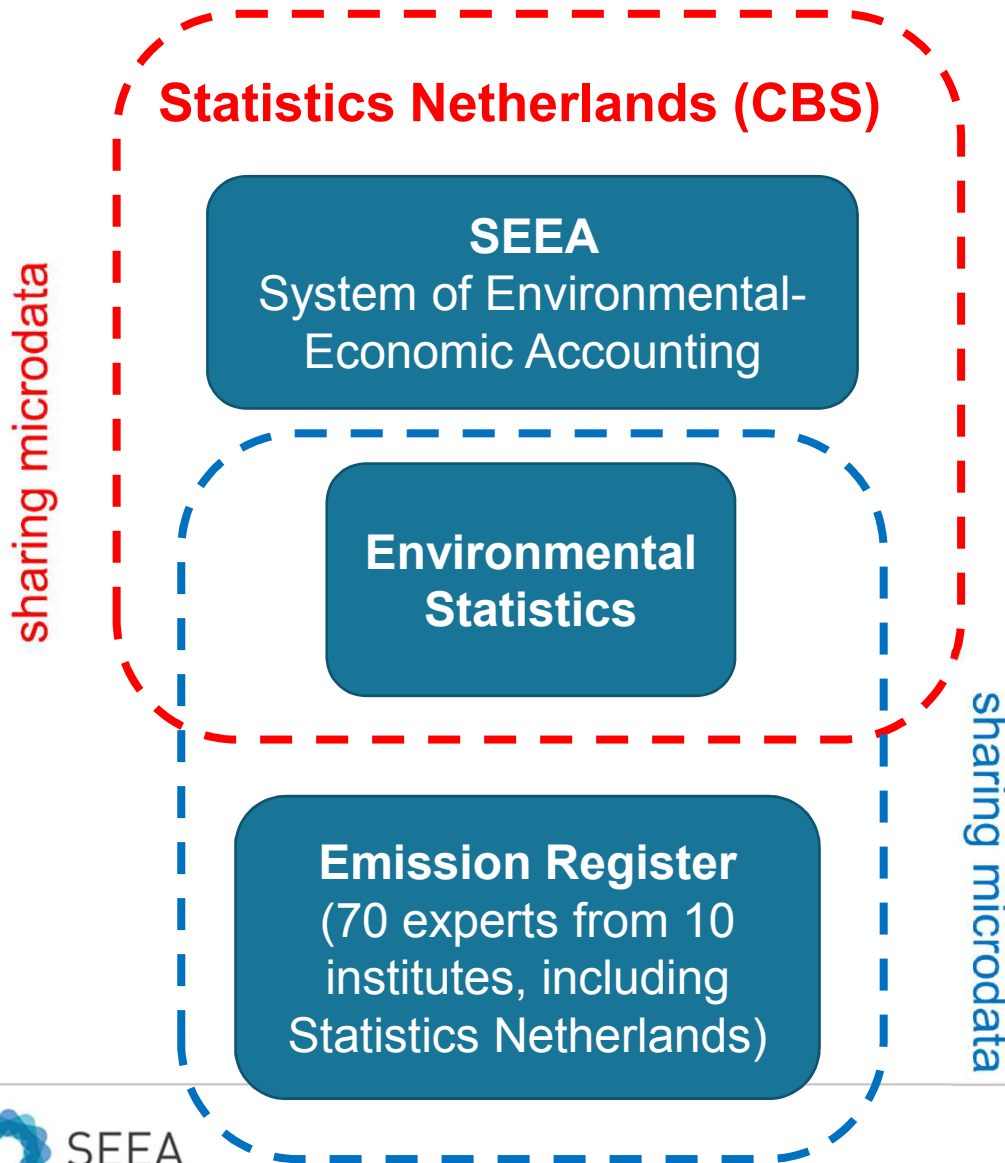 Statistics Netherlands (CBS)
SEEA
System of Environmental-
Economic Accounting
sharing microdata
Environmental
Statistics
sharing microdata
Emission Register
(70 experts from 10
institutes, including
Statistics Netherlands)
SEEA